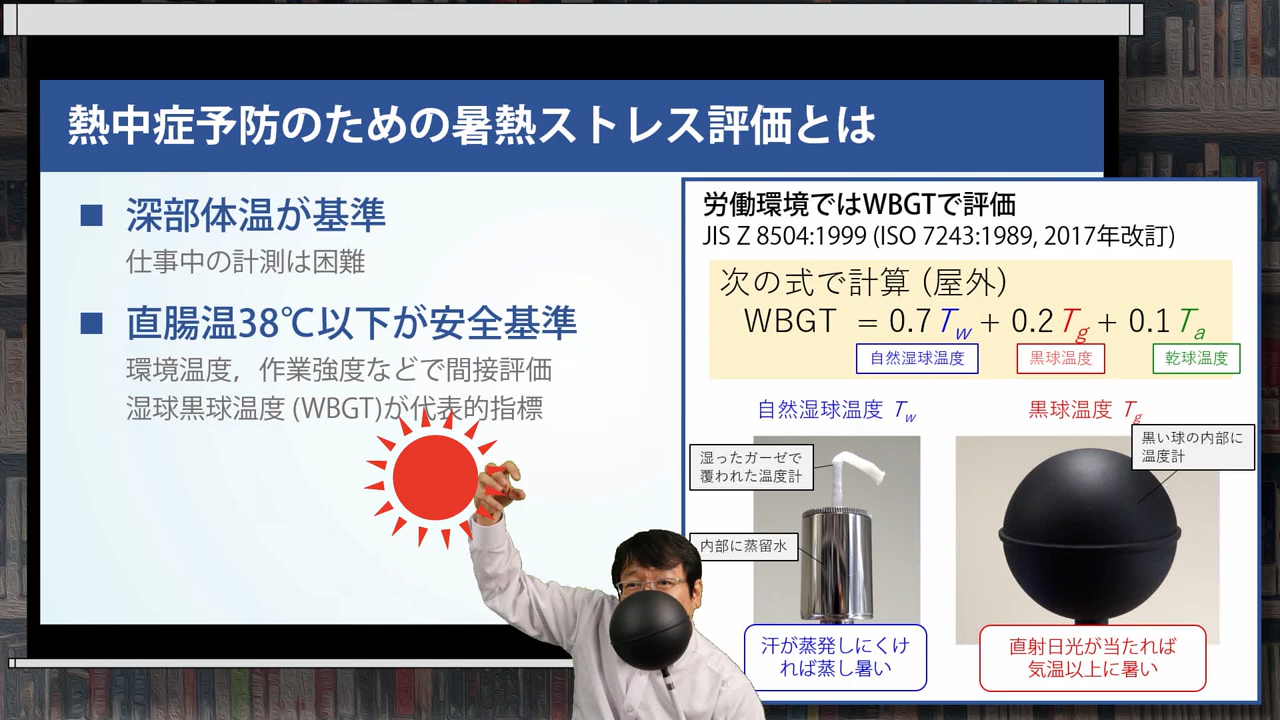 熱中症予防のための暑熱ストレス評価とは
■ 深部体温が基準
仕事中の計測は困難
■ 直腸温38℃以下が安全基準
環境温度，作業強度などで間接評価
湿球黒球温度 (WBGT)が代表的指標
労働環境ではWBGTで評価
JIS Z 8504:1999 (ISO 7243:1989, 2017年改訂)
次の式で計算 (屋外)
WBGT = 0.7 Tw + 0.2 Tg + 0.1 Ta
自然湿球温度
黒球温度
乾球温度
自然湿球温度 Tw
湿ったガーゼで
覆われた温度計
内部に蒸留水
汗が蒸発しにくけ
れば蒸し暑い
黒球温度 Tg
黒い球の内部に
温度計
直射日光が当たれば
気温以上に暑い